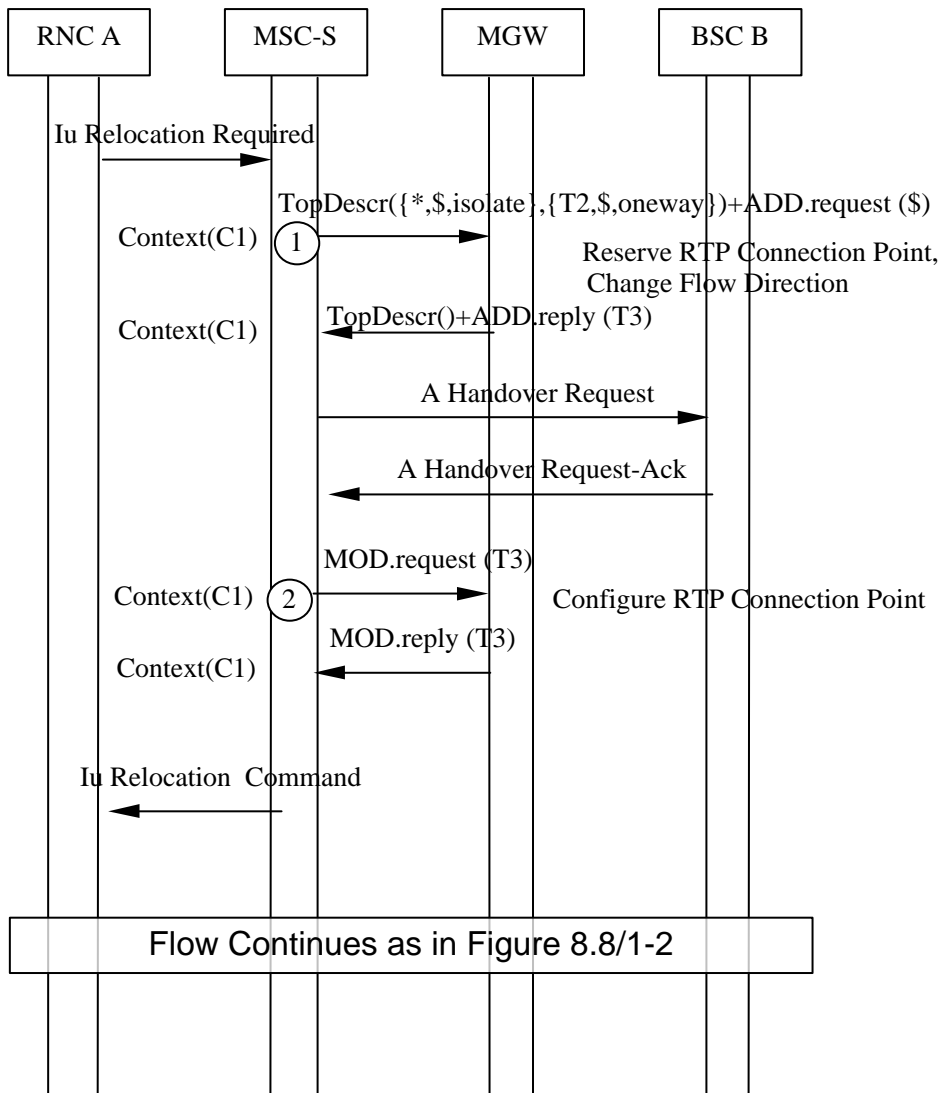 RNC A
MSC-S
MGW
BSC B
Iu Relocation Required
TopDescr({*,$,isolate},{T2,$,oneway})+ADD.request ($)
Context(C1)
1
Reserve RTP Connection Point,
Change Flow Direction
TopDescr()+ADD.reply (T3)
Context(C1)
A Handover Request
A Handover Request-Ack
MOD.request (T3)
Context(C1)
2
Configure RTP Connection Point
MOD.reply (T3)
Context(C1)
Iu Relocation  Command
Flow Continues as in Figure 8.8/1-2